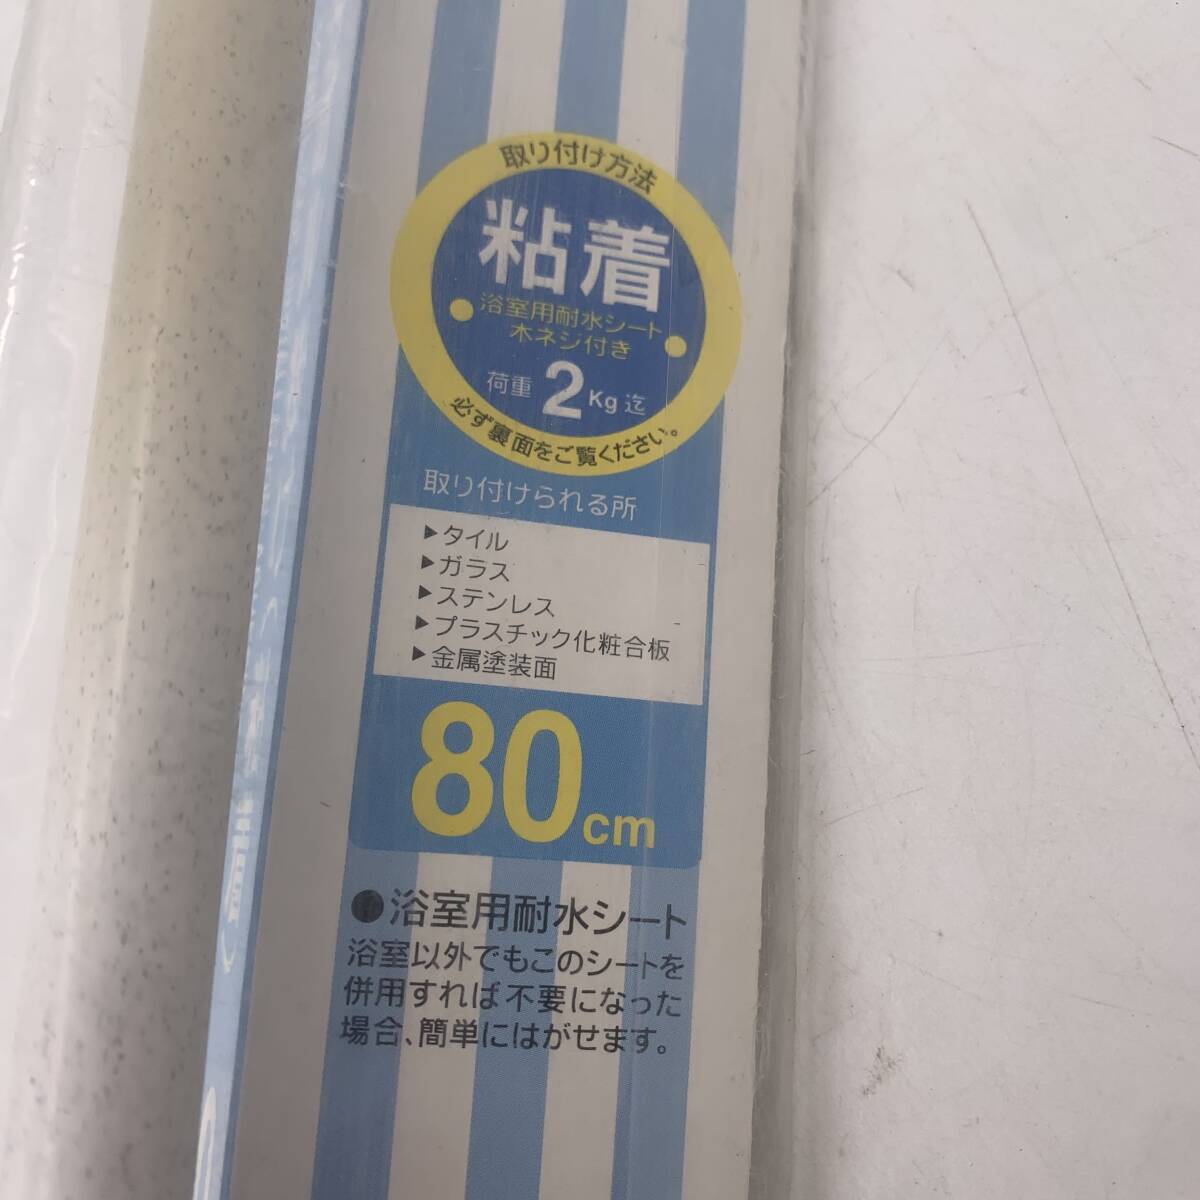 取り付け方法
粘着
浴室用耐水シート
木ネジ付き
荷重 2Kg迄
必ず裏面をご覧ください。
取り付けられる所
▶タイル
▶ガラス
▶ステンレス
▶プラスチック化粧合板
▶金属塗装面
80cm
●浴室用耐水シート
浴室以外でもこのシートを
併用すれば不要になった
場合、簡単にはがせます。